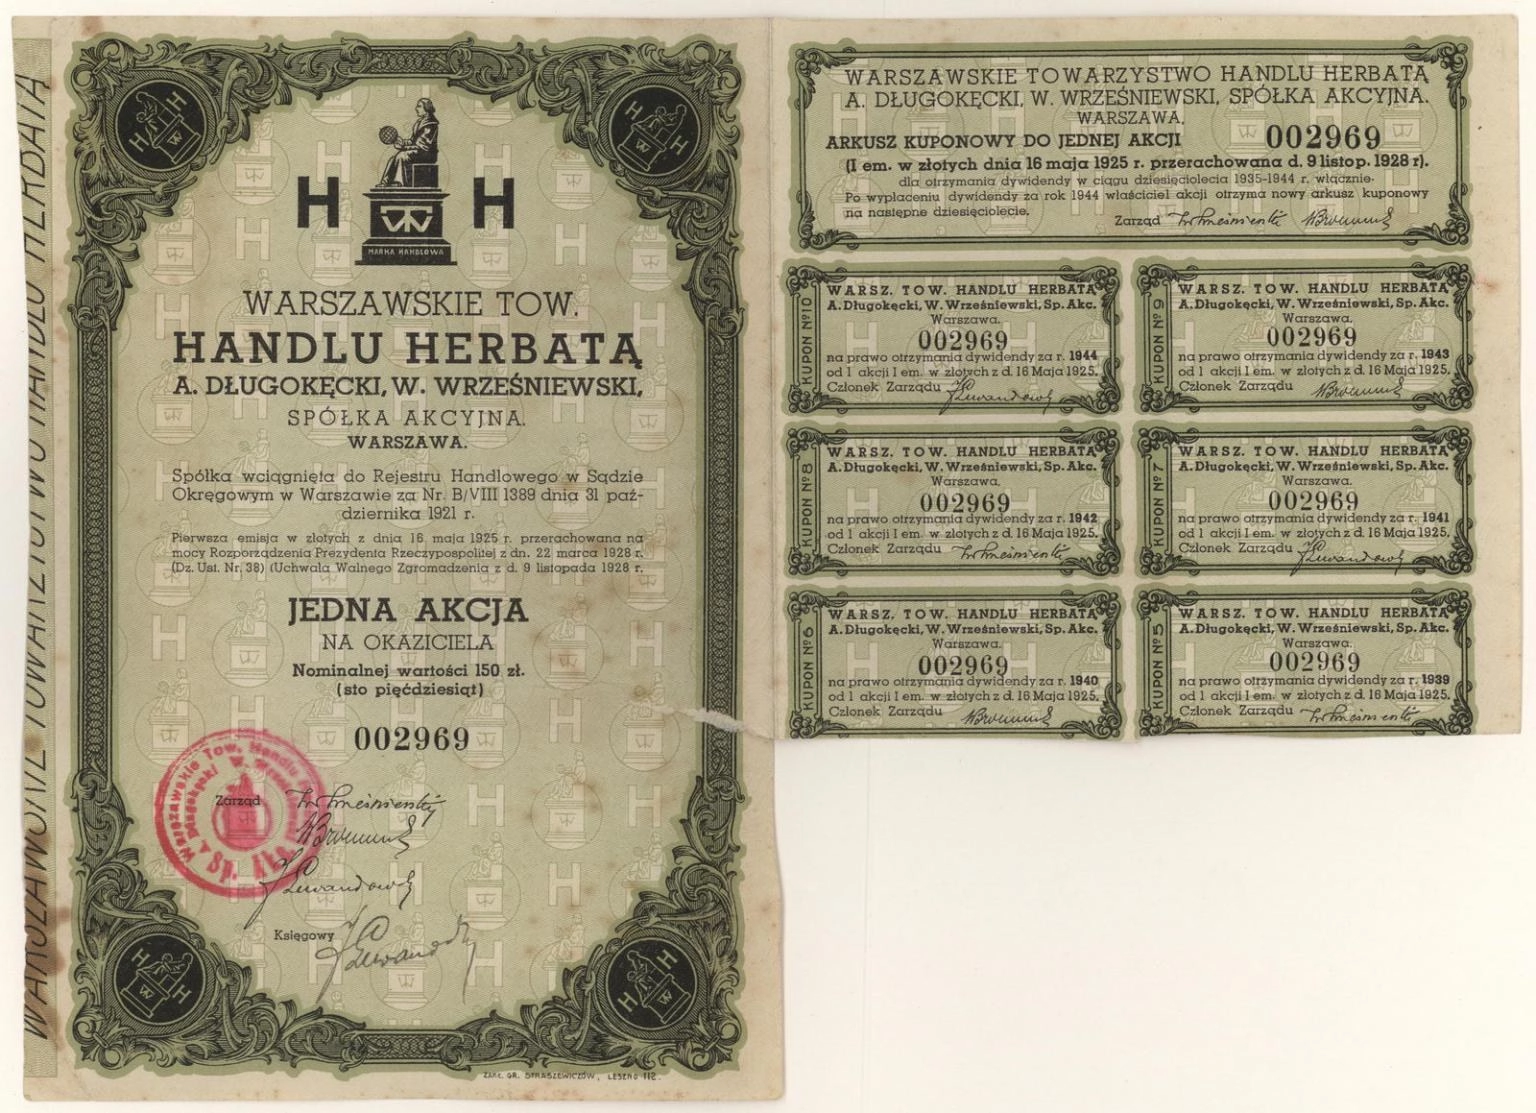 WARSZAWSKIE TOWARZYSTWO HANDLU HERBATĄ
H H
W
H H
W
H H
TW
MARKA HANDLOWA
WARSZAWSKIE TOW.
HANDLU HERBATĄ
A. DŁUGOKĘCKI, W. WRZEŚNIEWSKI,
SPÓŁKA AKCYJNA.
WARSZAWA.
Spółka wciągnięta do Rejestru Handlowego w Sądzie
Okręgowym w Warszawie za Nr. B/VIII 1389 dnia 31 paź-
dziernika 1921 r.
Pierwsza emisja w złotych z dnia 16 maja 1925 r. przerachowana na
mocy Rozporządzenia Prezydenta Rzeczypospolitej z dn. 22 marca 1928 r.
(Dz. Ust. Nr. 38) (Uchwała Walnego Zgromadzenia z d. 9 listopada 1928 r.
JEDNA AKCJA
NA OKAZICIELA
Nominalnej wartości 150 zł.
(sto pięćdziesiąt)
002969
Warszawskie Tow. Handlu
A. Długokęcki W. Wrześniewski
Sp. Akc.
Zarząd
Księgowy
H
W H
H
H W
ZAKŁ. GR. STRASZEWICZÓW, LESZNO 112.
WARSZAWSKIE TOWARZYSTWO HANDLU HERBATĄ
A. DŁUGOKĘCKI, W. WRZEŚNIEWSKI, SPÓŁKA AKCYJNA.
WARSZAWA.
ARKUSZ KUPONOWY DO JEDNEJ AKCJI 002969
(I em. w złotych dnia 16 maja 1925 r. przerachowana d. 9 listop. 1928 r).
dla otrzymania dywidendy w ciągu dziesięciolecia 1935-1944 r. włącznie.
Po wypłaceniu dywidendy za rok 1944 właściciel akcji otrzyma nowy arkusz kuponowy
na następne dziesięciolecie.
Zarząd
KUPON Nº 10
WARSZ. TOW. HANDLU HERBATĄ
A. Długokęcki, W. Wrześniewski, Sp. Akc.
Warszawa.
002969
na prawo otrzymania dywidendy za r. 1944
od 1 akcji I em. w złotych z d. 16 Maja 1925.
Członek Zarządu
KUPON Nº 9
WARSZ. TOW. HANDLU HERBATĄ
A. Długokęcki, W. Wrześniewski, Sp. Akc.
Warszawa.
002969
na prawo otrzymania dywidendy za r. 1943
od 1 akcji I em. w złotych z d. 16 Maja 1925.
Członek Zarządu
KUPON Nº 8
WARSZ. TOW. HANDLU HERBATĄ
A. Długokęcki, W. Wrześniewski, Sp. Akc.
Warszawa.
002969
na prawo otrzymania dywidendy za r. 1942
od 1 akcji I em. w złotych z d. 16 Maja 1925.
Członek Zarządu
KUPON Nº 7
WARSZ. TOW. HANDLU HERBATĄ
A. Długokęcki, W. Wrześniewski, Sp. Akc.
Warszawa.
002969
na prawo otrzymania dywidendy za r. 1941
od 1 akcji I em. w złotych z d. 16 Maja 1925.
Członek Zarządu
KUPON Nº 6
WARSZ. TOW. HANDLU HERBATĄ
A. Długokęcki, W. Wrześniewski, Sp. Akc.
Warszawa.
002969
na prawo otrzymania dywidendy za r. 1940
od 1 akcji I em. w złotych z d. 16 Maja 1925.
Członek Zarządu
KUPON Nº 5
WARSZ. TOW. HANDLU HERBATĄ
A. Długokęcki, W. Wrześniewski, Sp. Akc.
Warszawa.
002969
na prawo otrzymania dywidendy za r. 1939
od 1 akcji I em. w złotych z d. 16 Maja 1925.
Członek Zarządu